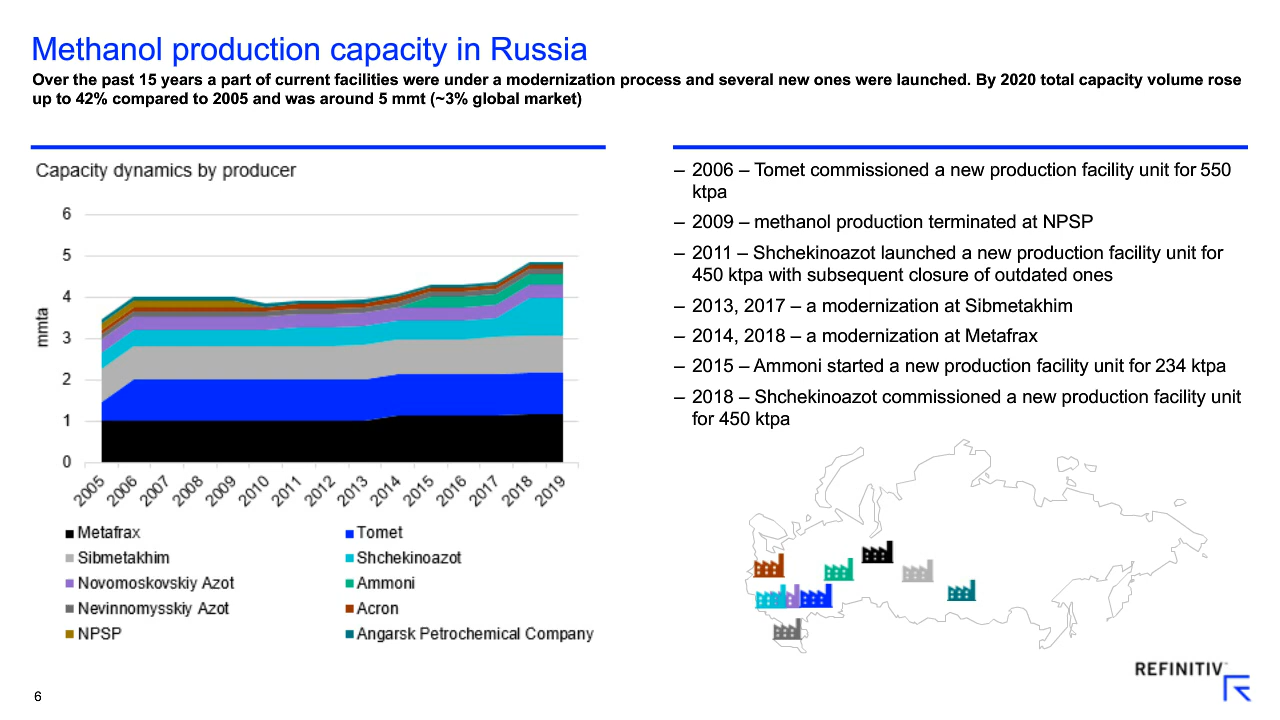 Methanol production capacity in Russia
Over the past 15 years a part of current facilities were under a modernization process and several new ones were launched. By 2020 total capacity volume rose
up to 42% compared to 2005 and was around 5 mmt (~3% global market)
Capacity dynamics by producer
6
5
4
3
2
1
0
mmta
2005
2006
2007
2008
2009
2010
2011
2012
2013
2014
2015
2016
2017
2018
2019
Metafrax
Tomet
Sibmetakhim
Shchekinoazot
Novomoskovskiy Azot
Ammoni
Nevinnomysskiy Azot
Acron
NPSP
Angarsk Petrochemical Company
– 2006 – Tomet commissioned a new production facility unit for 550
ktpa
– 2009 – methanol production terminated at NPSP
– 2011 – Shchekinoazot launched a new production facility unit for
450 ktpa with subsequent closure of outdated ones
– 2013, 2017 – a modernization at Sibmetakhim
– 2014, 2018 – a modernization at Metafrax
– 2015 – Ammoni started a new production facility unit for 234 ktpa
– 2018 – Shchekinoazot commissioned a new production facility unit
for 450 ktpa
REFINITIV
6